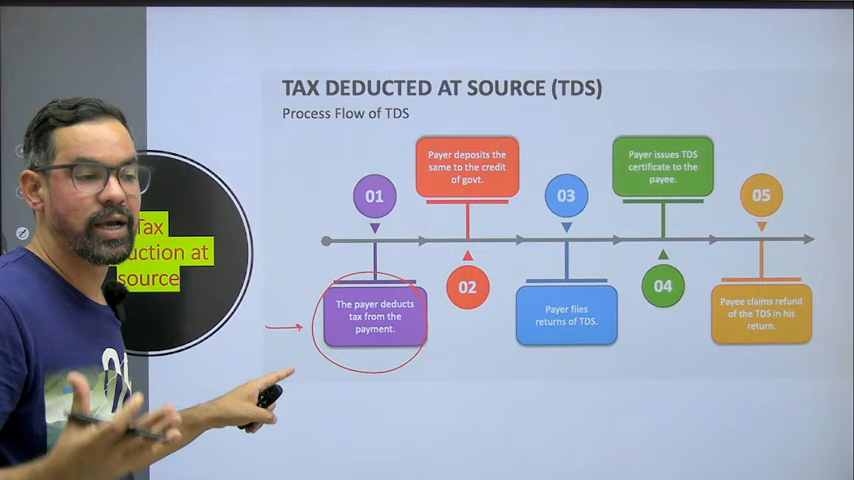 TAX DEDUCTED AT SOURCE (TDS)
Process Flow of TDS
Tax
uction at
source
01
The payer deducts
tax from the
payment.
Payer deposits the
same to the credit
of govt.
02
03
Payer files
returns of TDS.
Payer issues TDS
certificate to the
payee.
04
05
Payee claims refund
of the TDS in his
return.